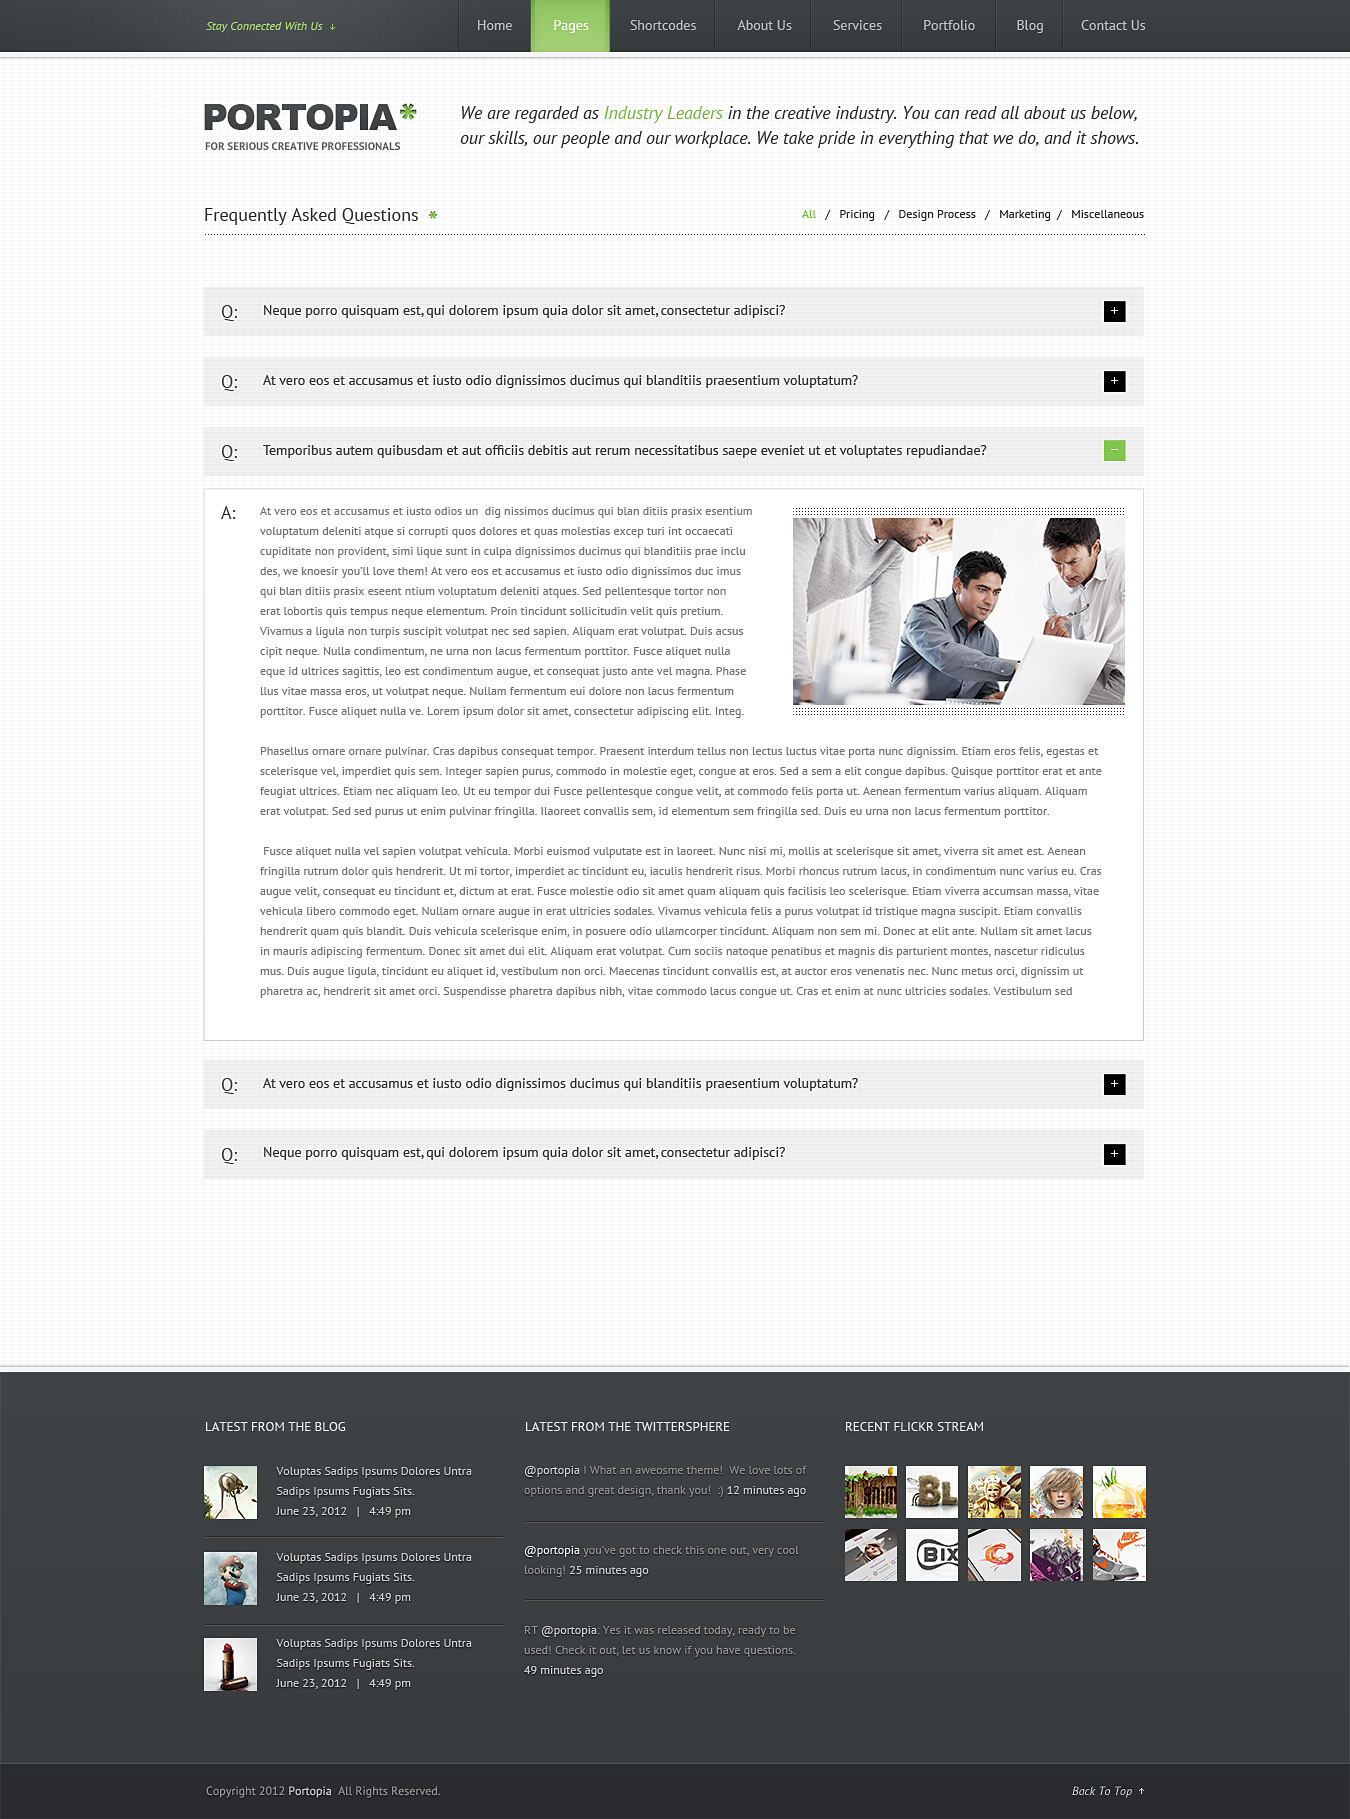 Stay Connected With Us ↓
Home
Pages
Shortcodes
About Us
Services
Portfolio
Blog
Contact Us
PORTOPIA*
FOR SERIOUS CREATIVE PROFESSIONALS
We are regarded as Industry Leaders in the creative industry. You can read all about us below,
our skills, our people and our workplace. We take pride in everything that we do, and it shows.
Frequently Asked Questions *
All / Pricing / Design Process / Marketing / Miscellaneous
Q: Neque porro quisquam est, qui dolorem ipsum quia dolor sit amet, consectetur adipisci? +
Q: At vero eos et accusamus et iusto odio dignissimos ducimus qui blanditiis praesentium voluptatum? +
Q: Temporibus autem quibusdam et aut officiis debitis aut rerum necessitatibus saepe eveniet ut et voluptates repudiandae? −
A: At vero eos et accusamus et iusto odios un  dig nissimos ducimus qui blan ditiis prasix esentium
voluptatum deleniti atque si corrupti quos dolores et quas molestias excep turi int occaecati
cupiditate non provident, simi lique sunt in culpa dignissimos ducimus qui blanditiis prae inclu
des, we knoesir you'll love them! At vero eos et accusamus et iusto odio dignissimos duc imus
qui blan ditiis prasix eseent ntium voluptatum deleniti atques. Sed pellentesque tortor non
erat lobortis quis tempus neque elementum. Proin tincidunt sollicitudin velit quis pretium.
Vivamus a ligula non turpis suscipit volutpat nec sed sapien. Aliquam erat volutpat. Duis acsus
cipit neque. Nulla condimentum, ne urna non lacus fermentum porttitor. Fusce aliquet nulla
eque id ultrices sagittis, leo est condimentum augue, et consequat justo ante vel magna. Phase
llus vitae massa eros, ut volutpat neque. Nullam fermentum eui dolore non lacus fermentum
porttitor. Fusce aliquet nulla ve. Lorem ipsum dolor sit amet, consectetur adipiscing elit. Integ.
Phasellus ornare ornare pulvinar. Cras dapibus consequat tempor. Praesent interdum tellus non lectus luctus vitae porta nunc dignissim. Etiam eros felis, egestas et
scelerisque vel, imperdiet quis sem. Integer sapien purus, commodo in molestie eget, congue at eros. Sed a sem a elit congue dapibus. Quisque porttitor erat et ante
feugiat ultrices. Etiam nec aliquam leo. Ut eu tempor dui Fusce pellentesque congue velit, at commodo felis porta ut. Aenean fermentum varius aliquam. Aliquam
erat volutpat. Sed sed purus ut enim pulvinar fringilla. Ilaoreet convallis sem, id elementum sem fringilla sed. Duis eu urna non lacus fermentum porttitor.
Fusce aliquet nulla vel sapien volutpat vehicula. Morbi euismod vulputate est in laoreet. Nunc nisi mi, mollis at scelerisque sit amet, viverra sit amet est. Aenean
fringilla rutrum dolor quis hendrerit. Ut mi tortor, imperdiet ac tincidunt eu, iaculis hendrerit risus. Morbi rhoncus rutrum lacus, in condimentum nunc varius eu. Cras
augue velit, consequat eu tincidunt et, dictum at erat. Fusce molestie odio sit amet quam aliquam quis facilisis leo scelerisque. Etiam viverra accumsan massa, vitae
vehicula libero commodo eget. Nullam ornare augue in erat ultricies sodales. Vivamus vehicula felis a purus volutpat id tristique magna suscipit. Etiam convallis
hendrerit quam quis blandit. Duis vehicula scelerisque enim, in posuere odio ullamcorper tincidunt. Aliquam non sem mi. Donec at elit ante. Nullam sit amet lacus
in mauris adipiscing fermentum. Donec sit amet dui elit. Aliquam erat volutpat. Cum sociis natoque penatibus et magnis dis parturient montes, nascetur ridiculus
mus. Duis augue ligula, tincidunt eu aliquet id, vestibulum non orci. Maecenas tincidunt convallis est, at auctor eros venenatis nec. Nunc metus orci, dignissim ut
pharetra ac, hendrerit sit amet orci. Suspendisse pharetra dapibus nibh, vitae commodo lacus congue ut. Cras et enim at nunc ultricies sodales. Vestibulum sed
Q: At vero eos et accusamus et iusto odio dignissimos ducimus qui blanditiis praesentium voluptatum? +
Q: Neque porro quisquam est, qui dolorem ipsum quia dolor sit amet, consectetur adipisci? +
LATEST FROM THE BLOG
Voluptas Sadips Ipsums Dolores Untra
Sadips Ipsums Fugiats Sits.
June 23, 2012 | 4:49 pm
Voluptas Sadips Ipsums Dolores Untra
Sadips Ipsums Fugiats Sits.
June 23, 2012 | 4:49 pm
Voluptas Sadips Ipsums Dolores Untra
Sadips Ipsums Fugiats Sits.
June 23, 2012 | 4:49 pm
LATEST FROM THE TWITTERSPHERE
@portopia I What an aweosme theme!  We love lots of
options and great design, thank you!  :) 12 minutes ago
@portopia you've got to check this one out, very cool
looking! 25 minutes ago
RT @portopia: Yes it was released today, ready to be
used! Check it out, let us know if you have questions.
49 minutes ago
RECENT FLICKR STREAM
BL
BIX
NIKE
Copyright 2012 Portopia  All Rights Reserved.
Back To Top ↑